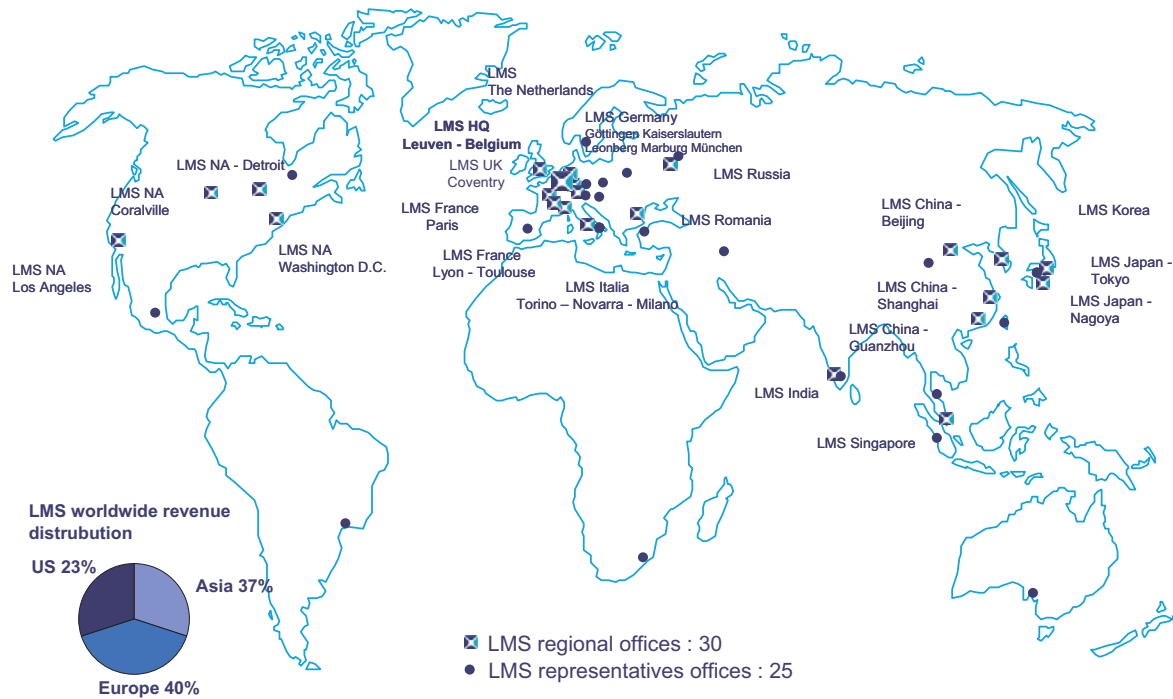 LMS
The Netherlands
LMS HQ
Leuven - Belgium
LMS Germany
Göttingen Kaiserslautern
Leonberg Marburg München
LMS UK
Coventry
LMS NA - Detroit
LMS NA
Coralville
LMS NA
Washington D.C.
LMS NA
Los Angeles
LMS France
Paris
LMS France
Lyon - Toulouse
LMS Italia
Torino – Novarra - Milano
LMS Romania
LMS Russia
LMS China -
Beijing
LMS Korea
LMS Japan -
Tokyo
LMS Japan -
Nagoya
LMS China -
Shanghai
LMS China -
Guanzhou
LMS India
LMS Singapore
LMS worldwide revenue
distrubution
US 23%
Asia 37%
Europe 40%
LMS regional offices : 30
LMS representatives offices : 25